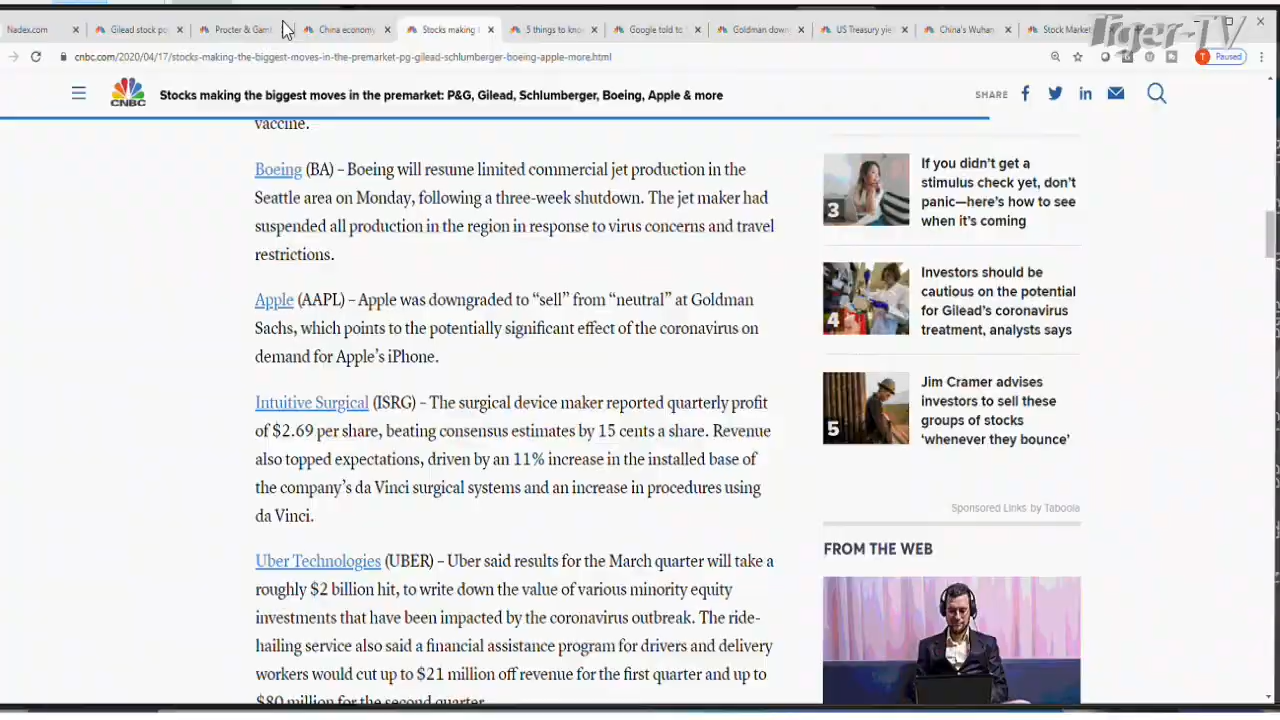 Nadex.com
Gilead stock po
Procter & Gaml
China economy
Stocks making t
5 things to kno
Google told to
Goldman down
US Treasury yie
China's Wuhan
Stock Market
Tiger-TV
cnbc.com/2020/04/17/stocks-making-the-biggest-moves-in-the-premarket-pg-gilead-schlumberger-boeing-apple-more.html
T
Paused
CNBC
Stocks making the biggest moves in the premarket: P&G, Gilead, Schlumberger, Boeing, Apple & more
SHARE
vaccine.
Boeing (BA) – Boeing will resume limited commercial jet production in the
Seattle area on Monday, following a three-week shutdown. The jet maker had
suspended all production in the region in response to virus concerns and travel
restrictions.
Apple (AAPL) – Apple was downgraded to “sell” from “neutral” at Goldman
Sachs, which points to the potentially significant effect of the coronavirus on
demand for Apple’s iPhone.
Intuitive Surgical (ISRG) – The surgical device maker reported quarterly profit
of $2.69 per share, beating consensus estimates by 15 cents a share. Revenue
also topped expectations, driven by an 11% increase in the installed base of
the company’s da Vinci surgical systems and an increase in procedures using
da Vinci.
Uber Technologies (UBER) – Uber said results for the March quarter will take a
roughly $2 billion hit, to write down the value of various minority equity
investments that have been impacted by the coronavirus outbreak. The ride-
hailing service also said a financial assistance program for drivers and delivery
workers would cut up to $21 million off revenue for the first quarter and up to
$80 million for the second quarter.
3
If you didn’t get a
stimulus check yet, don’t
panic—here’s how to see
when it’s coming
4
Investors should be
cautious on the potential
for Gilead’s coronavirus
treatment, analysts says
5
Jim Cramer advises
investors to sell these
groups of stocks
‘whenever they bounce’
Sponsored Links by Taboola
FROM THE WEB